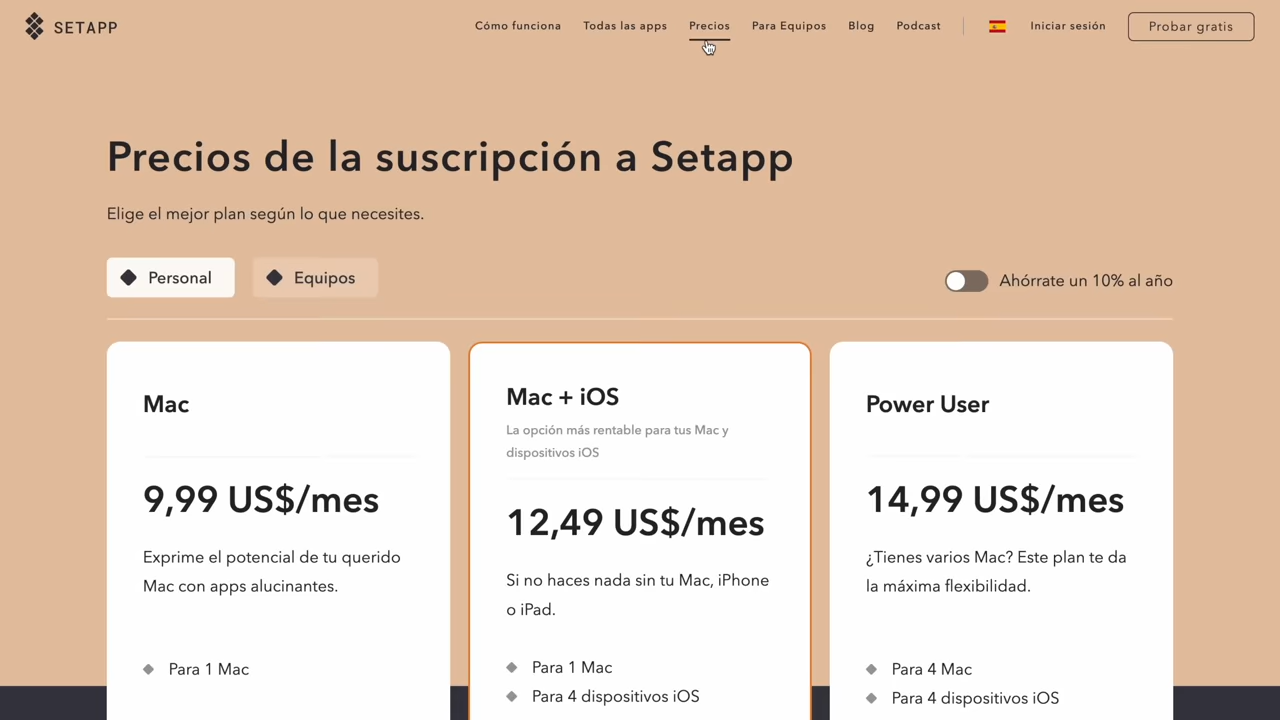 SETAPP
Cómo funciona
Todas las apps
Precios
Para Equipos
Blog
Podcast
Iniciar sesión
Probar gratis
Precios de la suscripción a Setapp
Elige el mejor plan según lo que necesites.
Personal
Equipos
Ahórrate un 10% al año
Mac
9,99 US$/mes
Exprime el potencial de tu querido
Mac con apps alucinantes.
Para 1 Mac
Mac + iOS
La opción más rentable para tus Mac y
dispositivos iOS
12,49 US$/mes
Si no haces nada sin tu Mac, iPhone
o iPad.
Para 1 Mac
Para 4 dispositivos iOS
Power User
14,99 US$/mes
¿Tienes varios Mac? Este plan te da
la máxima flexibilidad.
Para 4 Mac
Para 4 dispositivos iOS